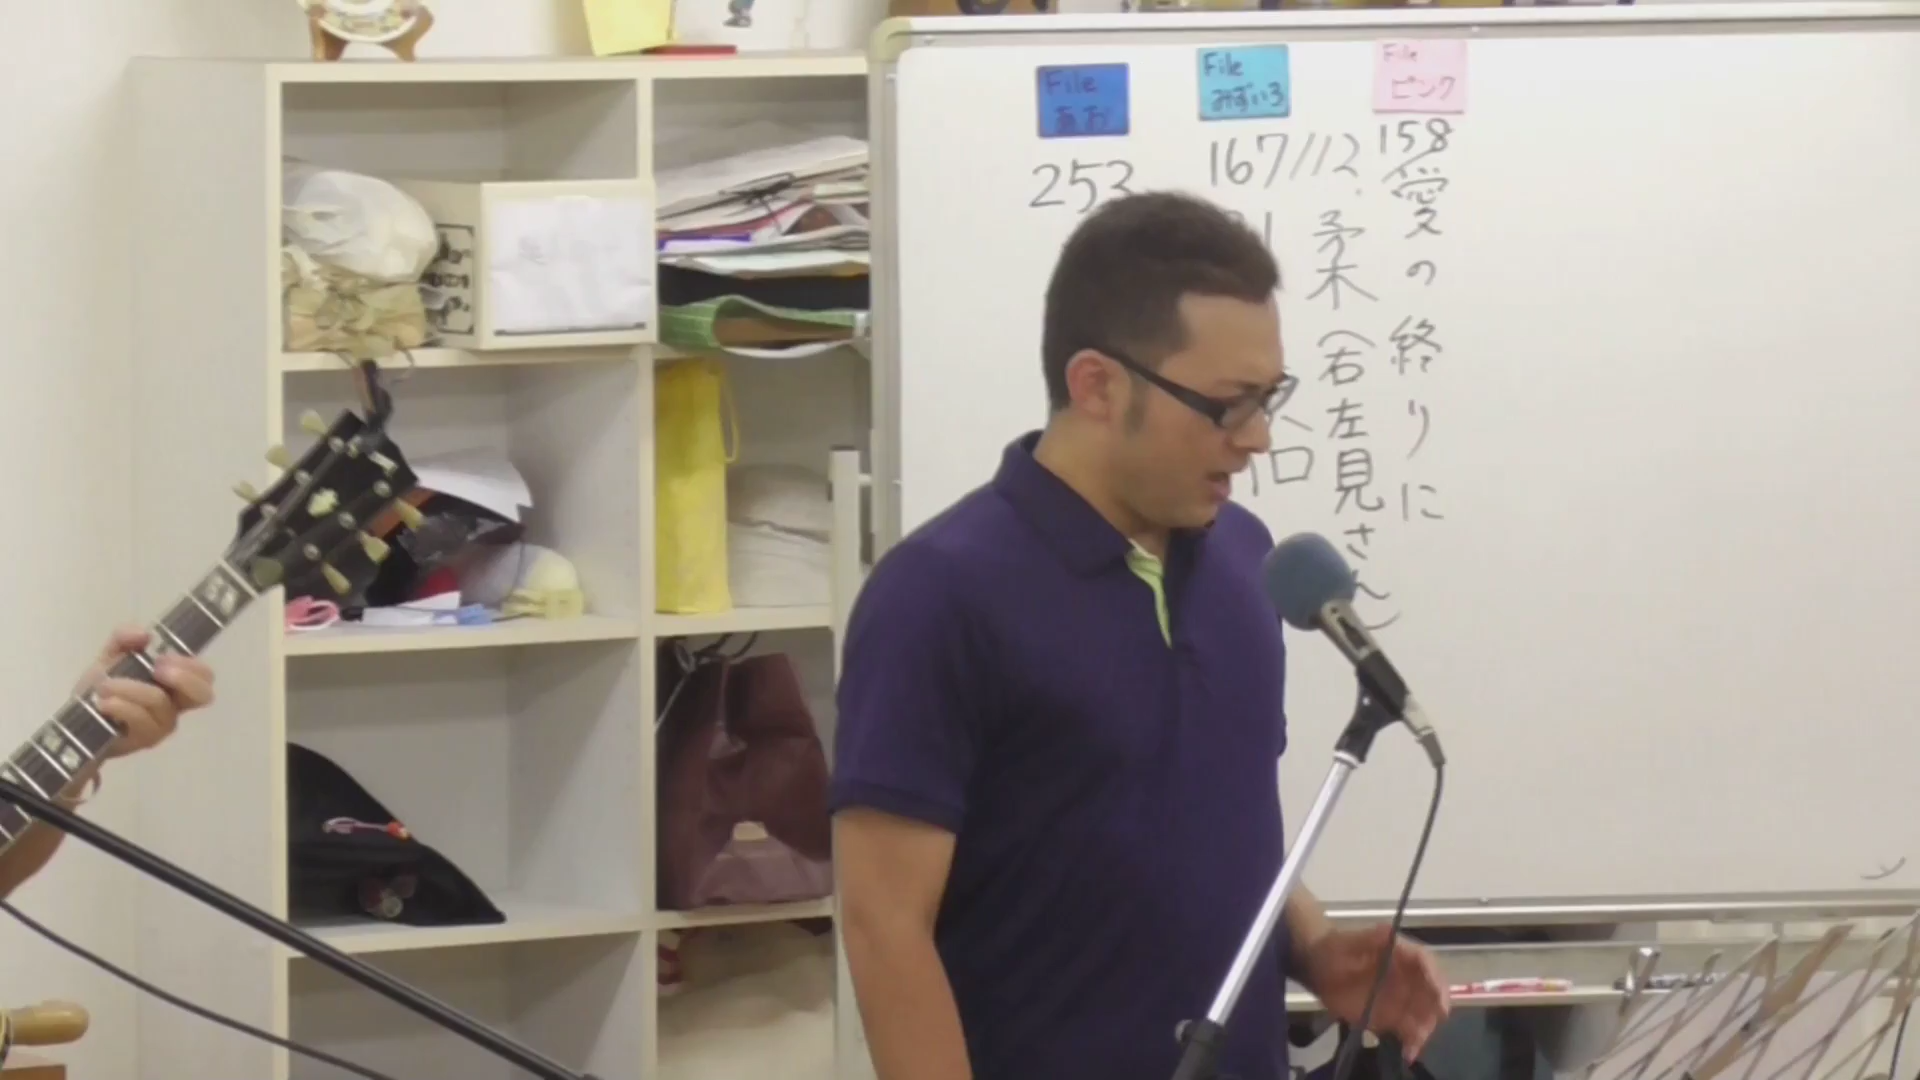 File
あお
253
File
みずいろ
167/112
柔(右左見さん)
File
ピンク
158
愛の終りに